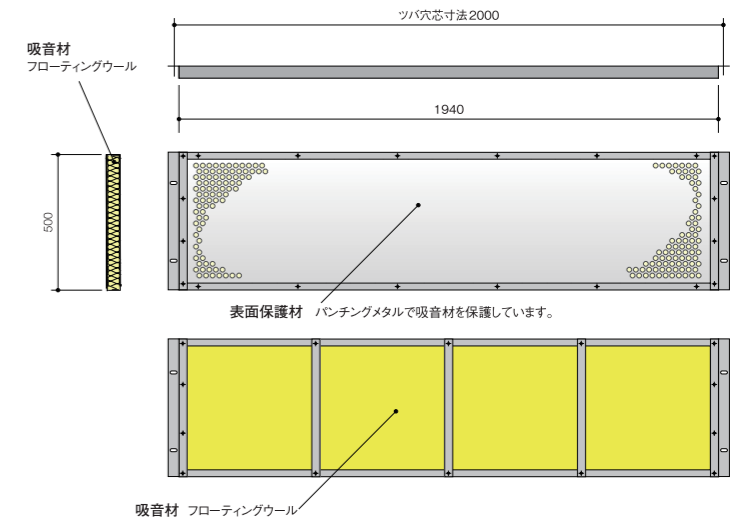 ツバ穴芯寸法2000
吸音材
フローティングウール
1940
500
表面保護材 パンチングメタルで吸音材を保護しています。
吸音材 フローティングウール